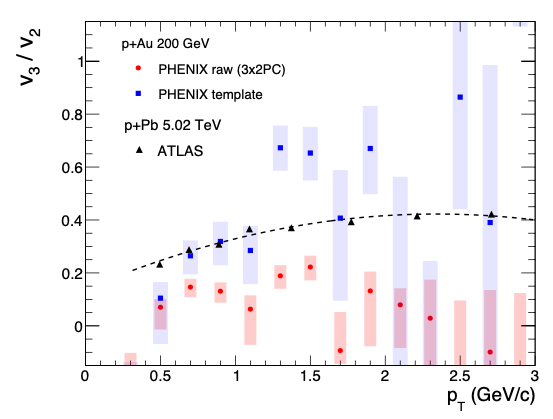 v3 / v2
p+Au 200 GeV
PHENIX raw (3x2PC)
PHENIX template
p+Pb 5.02 TeV
ATLAS
1
0.8
0.6
0.4
0.2
0
0 0.5 1 1.5 2 2.5 3
pT (GeV/c)